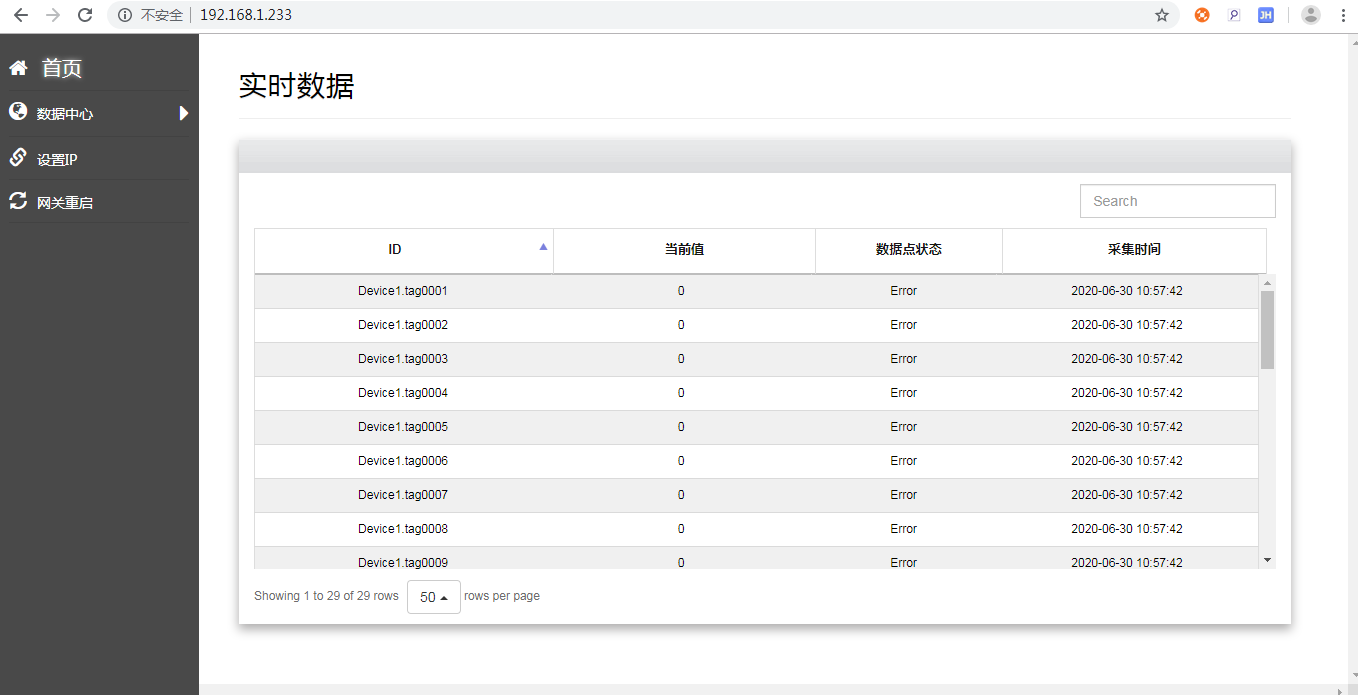 不安全 192.168.1.233
JH
首页
数据中心
设置IP
网关重启
实时数据
Search
ID 当前值 数据点状态 采集时间
Device1.tag0001 0 Error 2020-06-30 10:57:42
Device1.tag0002 0 Error 2020-06-30 10:57:42
Device1.tag0003 0 Error 2020-06-30 10:57:42
Device1.tag0004 0 Error 2020-06-30 10:57:42
Device1.tag0005 0 Error 2020-06-30 10:57:42
Device1.tag0006 0 Error 2020-06-30 10:57:42
Device1.tag0007 0 Error 2020-06-30 10:57:42
Device1.tag0008 0 Error 2020-06-30 10:57:42
Device1.tag0009 0 Error 2020-06-30 10:57:42
Showing 1 to 29 of 29 rows 50 rows per page